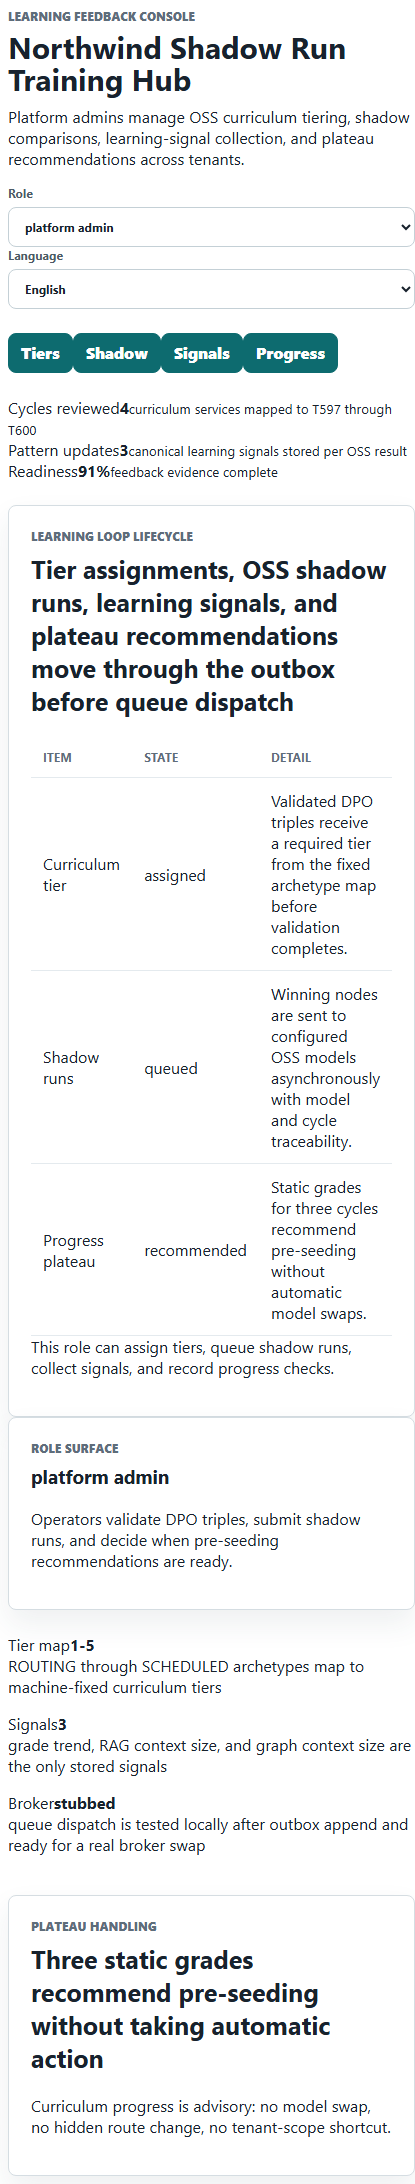 LEARNING FEEDBACK CONSOLE
Northwind Shadow Run
Training Hub
Platform admins manage OSS curriculum tiering, shadow
comparisons, learning-signal collection, and plateau
recommendations across tenants.
Role
platform admin
Language
English
Tiers Shadow Signals Progress
Cycles reviewed4curriculum services mapped to T597 through
T600
Pattern updates3canonical learning signals stored per OSS result
Readiness91%feedback evidence complete
LEARNING LOOP LIFECYCLE
Tier assignments, OSS shadow
runs, learning signals, and
plateau recommendations
move through the outbox
before queue dispatch
ITEM STATE DETAIL
Curriculum
tier
assigned
Validated DPO
triples receive
a required tier
from the fixed
archetype map
before
validation
completes.
Shadow
runs
queued
Winning nodes
are sent to
configured
OSS models
asynchronously
with model
and cycle
traceability.
Progress
plateau
recommended
Static grades
for three cycles
recommend
pre-seeding
without
automatic
model swaps.
This role can assign tiers, queue shadow runs,
collect signals, and record progress checks.
ROLE SURFACE
platform admin
Operators validate DPO triples, submit shadow
runs, and decide when pre-seeding
recommendations are ready.
Tier map1-5
ROUTING through SCHEDULED archetypes map to
machine-fixed curriculum tiers
Signals3
grade trend, RAG context size, and graph context size are
the only stored signals
Brokerstubbed
queue dispatch is tested locally after outbox append and
ready for a real broker swap
PLATEAU HANDLING
Three static grades
recommend pre-seeding
without taking automatic
action
Curriculum progress is advisory: no model swap,
no hidden route change, no tenant-scope shortcut.